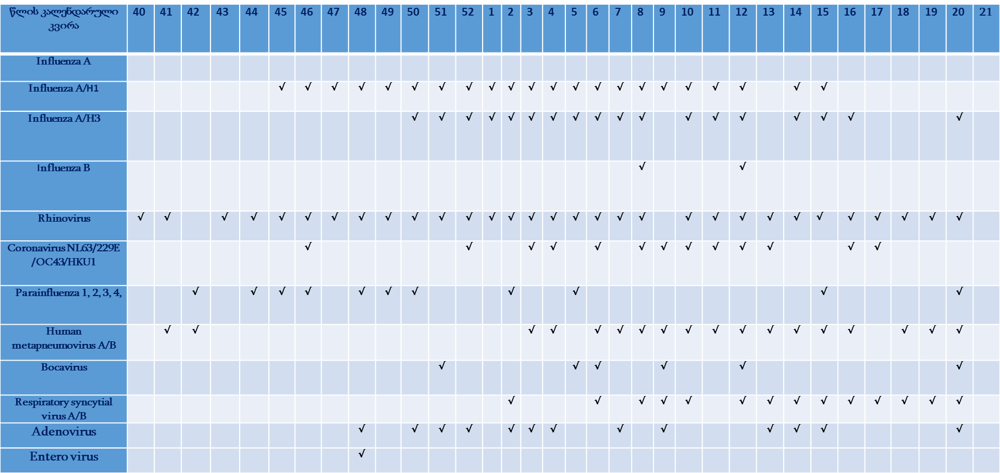 წლის კალენდარული 40 41 42 43 44 45 46 47 48 49 50 51 52 1 2 3 4 5 6 7 8 9 10 11 12 13 14 15 16 17 18 19 20 21
კვირა
Influenza A
Influenza A/H1 √ √ √ √ √ √ √ √ √ √ √ √ √ √ √ √ √ √ √ √ √ √
Influenza A/H3 √ √ √ √ √ √ √ √ √ √ √ √ √ √ √ √ √ √
Influenza B √ √
Rhinovirus √ √ √ √ √ √ √ √ √ √ √ √ √ √ √ √ √ √ √ √ √ √ √ √ √ √ √ √ √ √ √
Coronavirus NL63/229E √ √ √ √ √ √ √ √ √ √ √ √ √
/OC43/HKU1
Parainfluenza 1, 2, 3, 4, √ √ √ √ √ √ √ √ √ √ √
Human √ √ √ √ √ √ √ √ √ √ √ √ √ √ √ √ √ √
metapneumovirus A/B
Bocavirus √ √ √ √ √ √
Respiratory syncytial √ √ √ √ √ √ √ √ √ √ √ √ √ √
virus A/B
Adenovirus √ √ √ √ √ √ √ √ √ √ √ √ √
Entero virus √